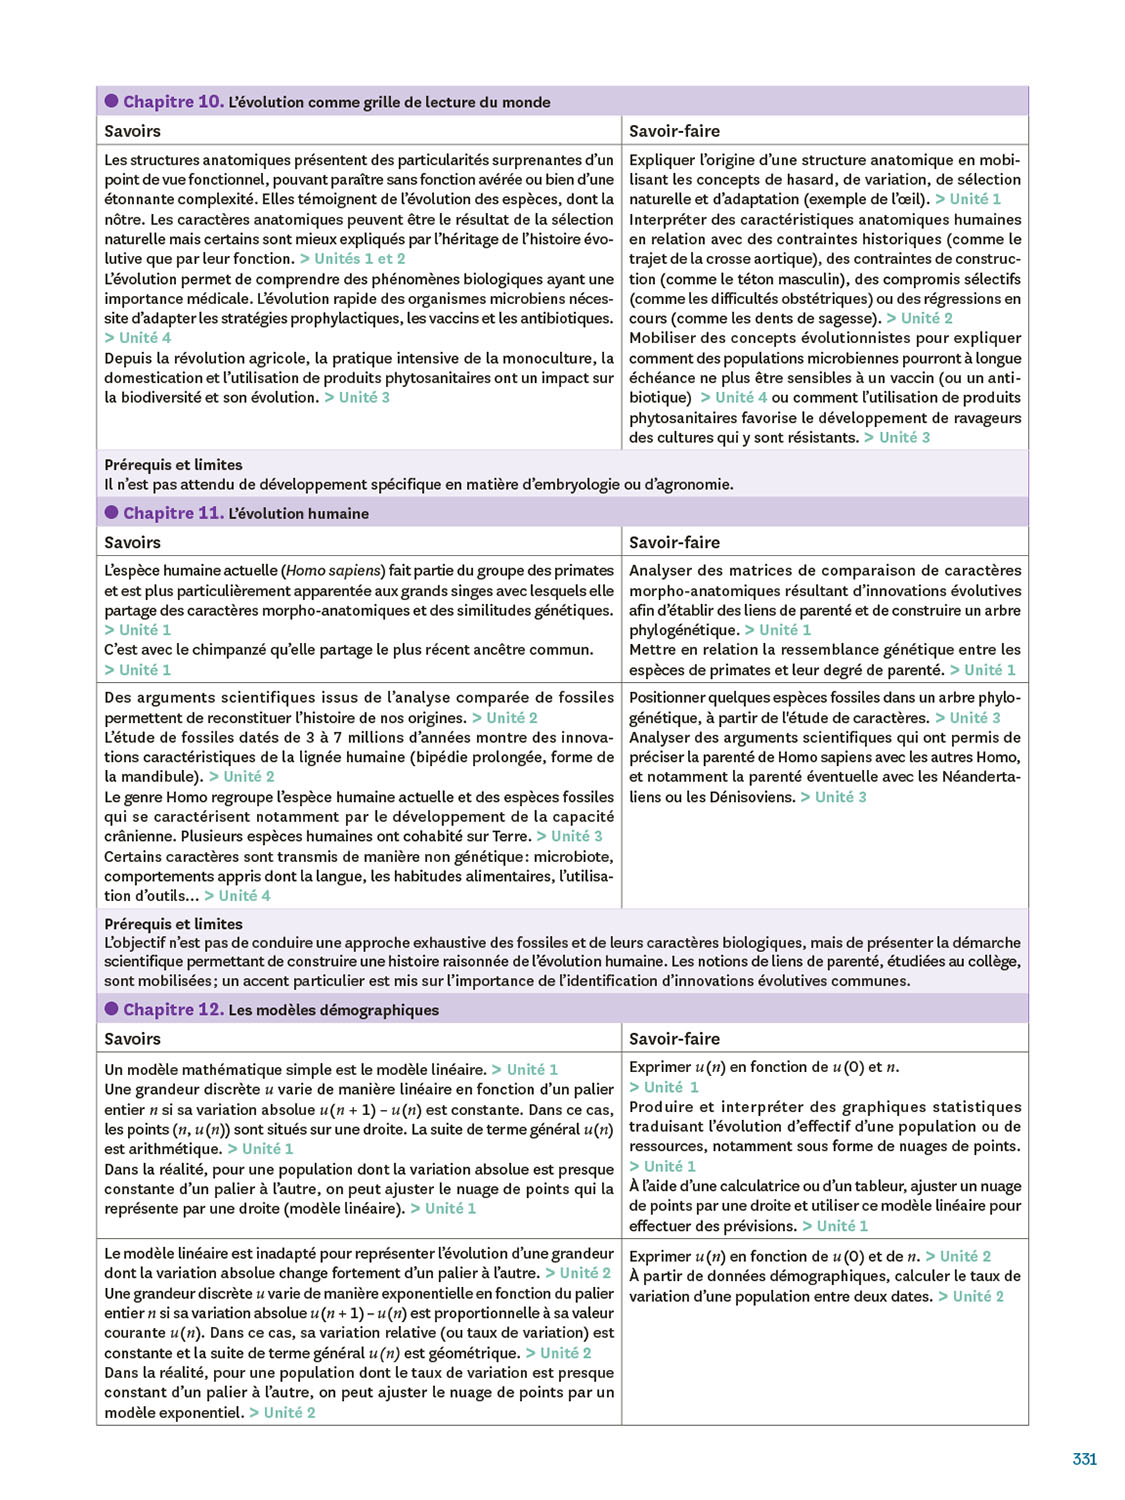 ● Chapitre 10. L'évolution comme grille de lecture du monde
Savoirs
Les structures anatomiques présentent des particularités surprenantes d'un
point de vue fonctionnel, pouvant paraître sans fonction avérée ou bien d'une
étonnante complexité. Elles témoignent de l'évolution des espèces, dont la
nôtre. Les caractères anatomiques peuvent être le résultat de la sélection
naturelle mais certains sont mieux expliqués par l'héritage de l'histoire évo-
lutive que par leur fonction. > Unités 1 et 2
L'évolution permet de comprendre des phénomènes biologiques ayant une
importance médicale. L'évolution rapide des organismes microbiens néces-
site d'adapter les stratégies prophylactiques, les vaccins et les antibiotiques.
> Unité 4
Depuis la révolution agricole, la pratique intensive de la monoculture, la
domestication et l'utilisation de produits phytosanitaires ont un impact sur
la biodiversité et son évolution. > Unité 3
Savoir-faire
Expliquer l'origine d'une structure anatomique en mobi-
lisant les concepts de hasard, de variation, de sélection
naturelle et d'adaptation (exemple de l'œil). > Unité 1
Interpréter des caractéristiques anatomiques humaines
en relation avec des contraintes historiques (comme le
trajet de la crosse aortique), des contraintes de construc-
tion (comme le téton masculin), des compromis sélectifs
(comme les difficultés obstétriques) ou des régressions en
cours (comme les dents de sagesse). > Unité 2
Mobiliser des concepts évolutionnistes pour expliquer
comment des populations microbiennes pourront à longue
échéance ne plus être sensibles à un vaccin (ou un anti-
biotique) > Unité 4 ou comment l'utilisation de produits
phytosanitaires favorise le développement de ravageurs
des cultures qui y sont résistants. > Unité 3
Prérequis et limites
Il n'est pas attendu de développement spécifique en matière d'embryologie ou d'agronomie.
● Chapitre 11. L'évolution humaine
Savoirs
L'espèce humaine actuelle (Homo sapiens) fait partie du groupe des primates
et est plus particulièrement apparentée aux grands singes avec lesquels elle
partage des caractères morpho-anatomiques et des similitudes génétiques.
> Unité 1
C'est avec le chimpanzé qu'elle partage le plus récent ancêtre commun.
> Unité 1
Savoir-faire
Analyser des matrices de comparaison de caractères
morpho-anatomiques résultant d'innovations évolutives
afin d'établir des liens de parenté et de construire un arbre
phylogénétique. > Unité 1
Mettre en relation la ressemblance génétique entre les
espèces de primates et leur degré de parenté. > Unité 1
Des arguments scientifiques issus de l'analyse comparée de fossiles
permettent de reconstituer l'histoire de nos origines. > Unité 2
L'étude de fossiles datés de 3 à 7 millions d'années montre des innova-
tions caractéristiques de la lignée humaine (bipédie prolongée, forme de
la mandibule). > Unité 2
Le genre Homo regroupe l'espèce humaine actuelle et des espèces fossiles
qui se caractérisent notamment par le développement de la capacité
crânienne. Plusieurs espèces humaines ont cohabité sur Terre. > Unité 3
Certains caractères sont transmis de manière non génétique : microbiote,
comportements appris dont la langue, les habitudes alimentaires, l'utilisa-
tion d'outils... > Unité 4
Positionner quelques espèces fossiles dans un arbre phylo-
génétique, à partir de l'étude de caractères. > Unité 3
Analyser des arguments scientifiques qui ont permis de
préciser la parenté de Homo sapiens avec les autres Homo,
et notamment la parenté éventuelle avec les Néanderta-
liens ou les Dénisoviens. > Unité 3
Prérequis et limites
L'objectif n'est pas de conduire une approche exhaustive des fossiles et de leurs caractères biologiques, mais de présenter la démarche
scientifique permettant de construire une histoire raisonnée de l'évolution humaine. Les notions de liens de parenté, étudiées au collège,
sont mobilisées ; un accent particulier est mis sur l'importance de l'identification d'innovations évolutives communes.
● Chapitre 12. Les modèles démographiques
Savoirs
Un modèle mathématique simple est le modèle linéaire. > Unité 1
Une grandeur discrète u varie de manière linéaire en fonction d'un palier
entier n si sa variation absolue u(n + 1) – u(n) est constante. Dans ce cas,
les points (n, u(n)) sont situés sur une droite. La suite de terme général u(n)
est arithmétique. > Unité 1
Dans la réalité, pour une population dont la variation absolue est presque
constante d'un palier à l'autre, on peut ajuster le nuage de points qui la
représente par une droite (modèle linéaire). > Unité 1
Savoir-faire
Exprimer u(n) en fonction de u(0) et n.
> Unité 1
Produire et interpréter des graphiques statistiques
traduisant l'évolution d'effectif d'une population ou de
ressources, notamment sous forme de nuages de points.
> Unité 1
À l'aide d'une calculatrice ou d'un tableur, ajuster un nuage
de points par une droite et utiliser ce modèle linéaire pour
effectuer des prévisions. > Unité 1
Le modèle linéaire est inadapté pour représenter l'évolution d'une grandeur
dont la variation absolue change fortement d'un palier à l'autre. > Unité 2
Une grandeur discrète u varie de manière exponentielle en fonction du palier
entier n si sa variation absolue u(n + 1) – u(n) est proportionnelle à sa valeur
courante u(n). Dans ce cas, sa variation relative (ou taux de variation) est
constante et la suite de terme général u(n) est géométrique. > Unité 2
Dans la réalité, pour une population dont le taux de variation est presque
constant d'un palier à l'autre, on peut ajuster le nuage de points par un
modèle exponentiel. > Unité 2
Exprimer u(n) en fonction de u(0) et de n. > Unité 2
À partir de données démographiques, calculer le taux de
variation d'une population entre deux dates. > Unité 2
331